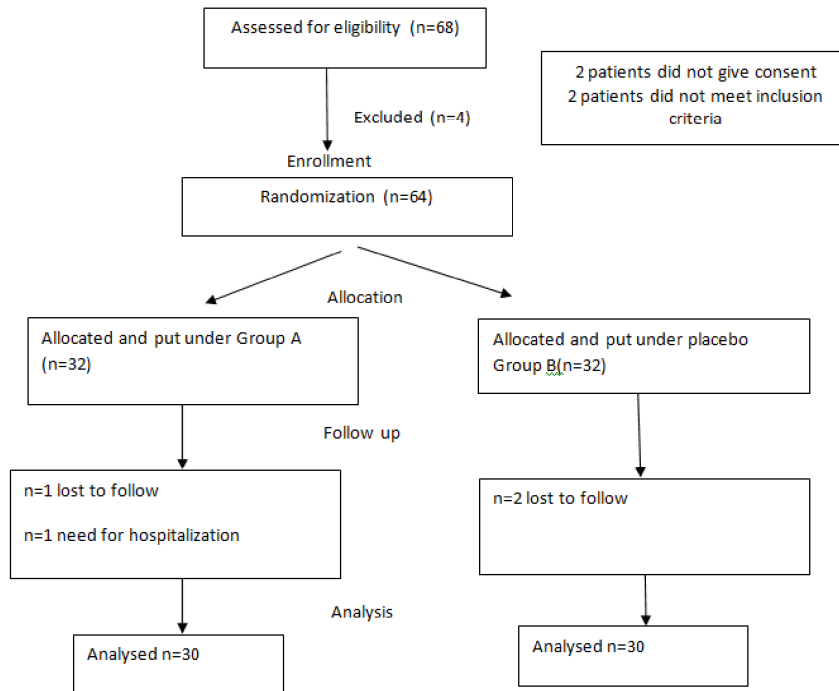 Assessed for eligibility (n=68)
2 patients did not give consent
2 patients did not meet inclusion
criteria
Excluded (n=4)
Enrollment
Randomization (n=64)
Allocation
Allocated and put under Group A
(n=32)
Allocated and put under placebo
Group B(n=32)
Follow up
n=1 lost to follow
n=1 need for hospitalization
n=2 lost to follow
Analysis
Analysed n=30
Analysed n=30